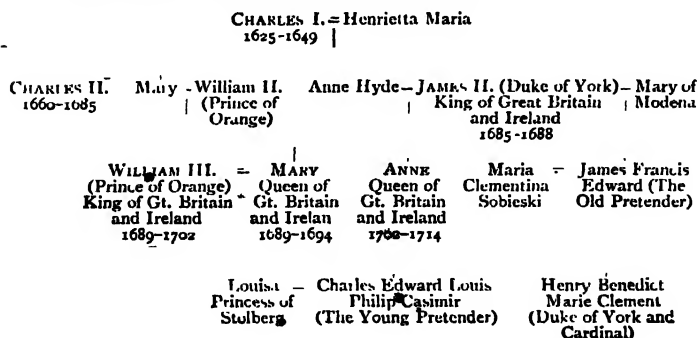 CHARLES I. = Henrietta Maria
1625-1649
CHARLES II. Mary - William II. Anne Hyde - JAMES II. (Duke of York) - Mary of
1660-1685 (Prince of King of Great Britain Modena
Orange) and Ireland
1685-1688
WILLIAM III. = MARY ANNE Maria = James Francis
(Prince of Orange) Queen of Queen of Clementina Edward (The
King of Gt. Britain Gt. Britain Gt. Britain Sobieski Old Pretender)
and Ireland and Irelan and Ireland
1689-1702 1689-1694 1702-1714
Louisa - Charles Edward Louis Henry Benedict
Princess of Philip Casimir Marie Clement
Stolberg (The Young Pretender) (Duke of York and
Cardinal)